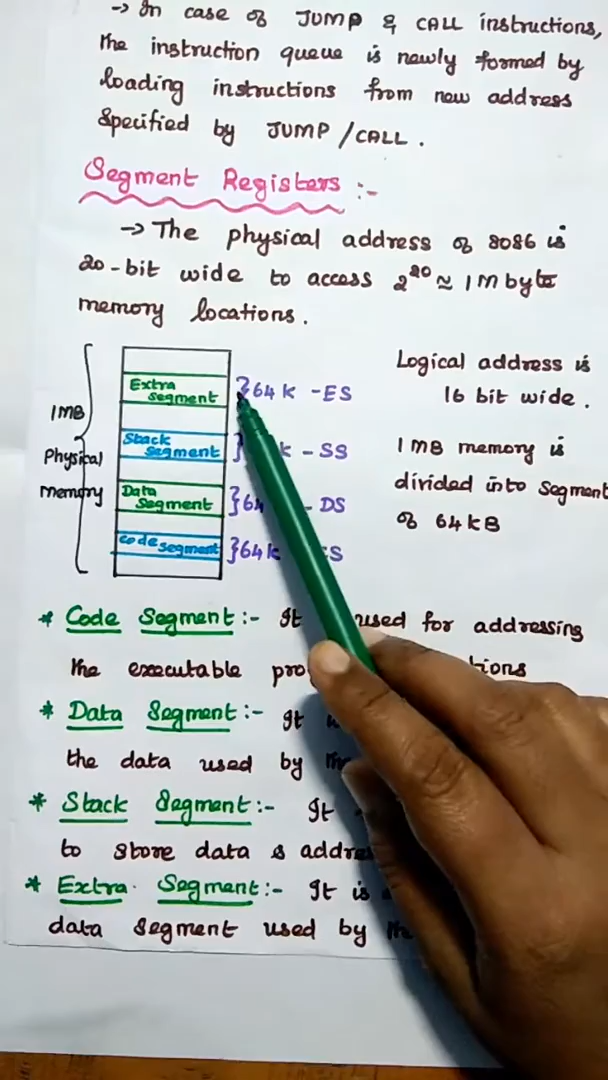 → In case of JUMP & CALL instructions,
the instruction queue is newly formed by
loading instructions from new address
specified by JUMP / CALL.
Segment Registers :-
→ The physical address of 8086 is
20-bit wide to access 2^20 ≈ 1M byte
memory locations.
1MB
Physical
memory
Extra
segment
}64K - ES
Stack
segment
} K - SS
Data
segment
}64 - DS
code segment
}64K S
Logical address is
16 bit wide.
1MB memory is
divided into segment
of 64KB
* Code Segment :- It used for addressing
the executable pro tions
* Data Segment :- It
the data used by the
* Stack Segment :- It
to store data & addre
* Extra Segment :- It is
data segment used by the